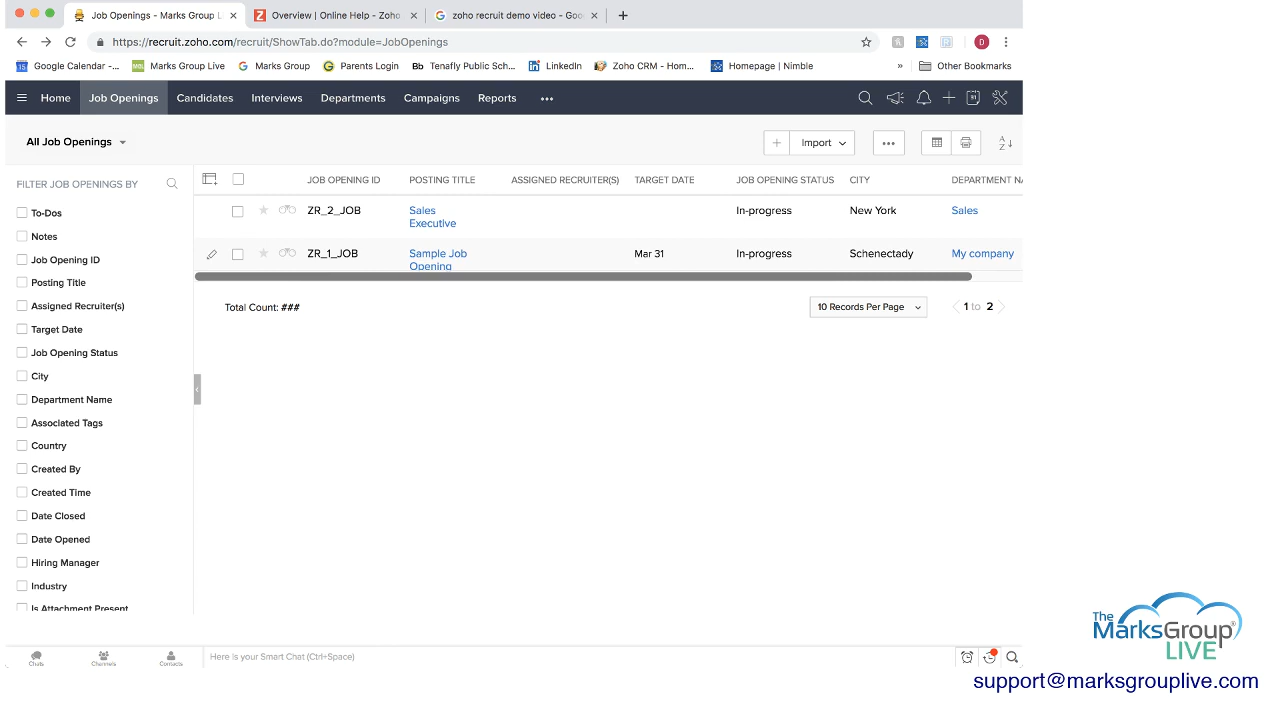 Job Openings - Marks Group L
Overview | Online Help - Zoho
zoho recruit demo video - Goo
https://recruit.zoho.com/recruit/ShowTab.do?module=JobOpenings
D
Google Calendar -...
Marks Group Live
Marks Group
Parents Login
Bb Tenafly Public Sch...
LinkedIn
Zoho CRM - Hom...
Homepage | Nimble
» Other Bookmarks
Home Job Openings Candidates Interviews Departments Campaigns Reports
All Job Openings
Import
FILTER JOB OPENINGS BY
JOB OPENING ID POSTING TITLE ASSIGNED RECRUITER(S) TARGET DATE JOB OPENING STATUS CITY DEPARTMENT NA
ZR_2_JOB Sales Executive In-progress New York Sales
ZR_1_JOB Sample Job Opening Mar 31 In-progress Schenectady My company
Total Count: ###
10 Records Per Page
1 to 2
To-Dos
Notes
Job Opening ID
Posting Title
Assigned Recruiter(s)
Target Date
Job Opening Status
City
Department Name
Associated Tags
Country
Created By
Created Time
Date Closed
Date Opened
Hiring Manager
Industry
Is Attachment Present
Chats Channels Contacts
Here is your Smart Chat (Ctrl+Space)
The
MarksGroup®
LIVE
support@marksgrouplive.com